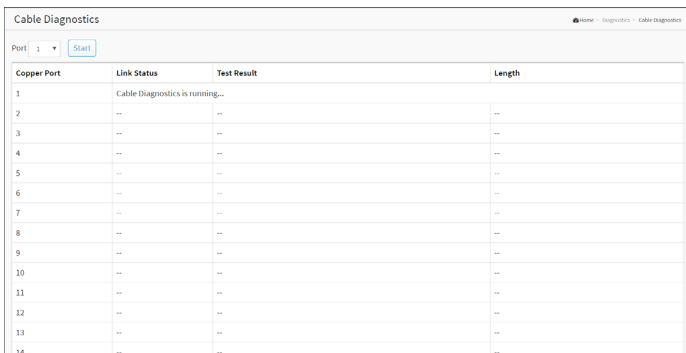 Cable Diagnostics
Home > Diagnostics > Cable Diagnostics
Port 1 Start
Copper Port Link Status Test Result Length
1 Cable Diagnostics is running...
2 -- -- --
3 -- -- --
4 -- -- --
5 -- -- --
6 -- -- --
7 -- -- --
8 -- -- --
9 -- -- --
10 -- -- --
11 -- -- --
12 -- -- --
13 -- -- --
14 -- -- --